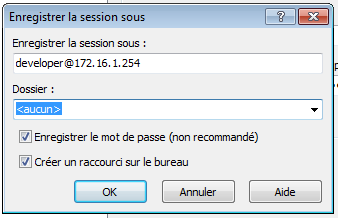 Enregistrer la session sous
Enregistrer la session sous :
developer@172.16.1.254
Dossier :
<aucun>
Enregistrer le mot de passe (non recommandé)
Créer un raccourci sur le bureau
OK Annuler Aide